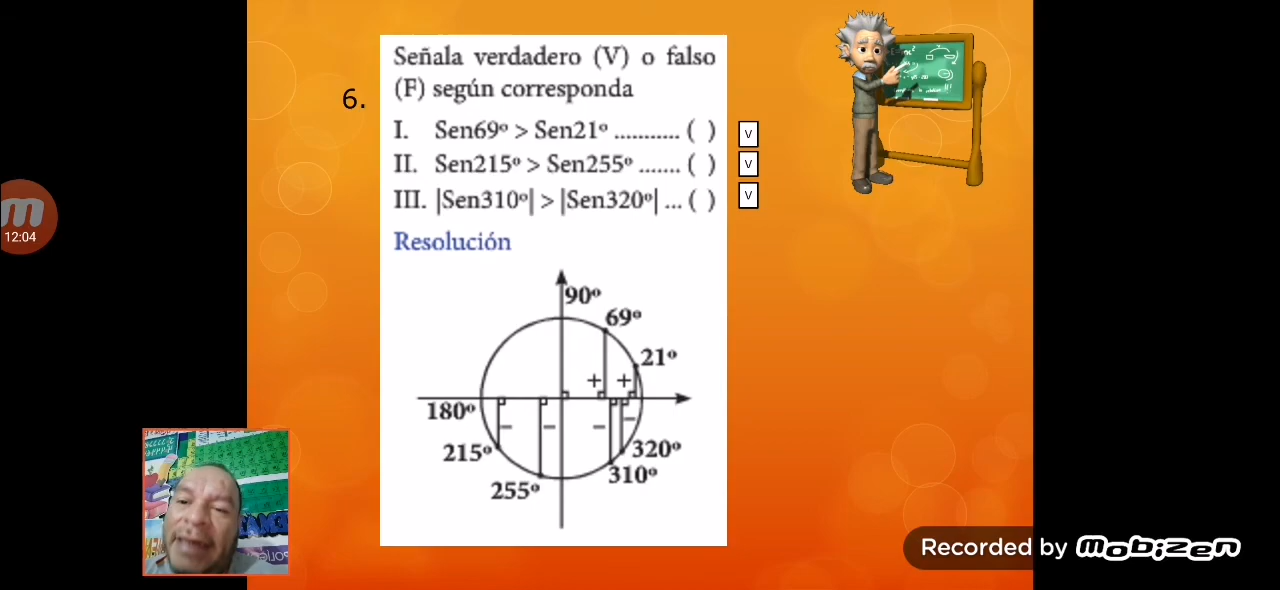 6.
Señala verdadero (V) o falso
(F) según corresponda
I. Sen69º > Sen21º ........... ( ) V
II. Sen215º > Sen255º ....... ( ) V
III. |Sen310º| > |Sen320º| ... ( ) V
Resolución
90º
69º
21º
+ +
180º
− − − −
215º
320º
310º
255º
12:04
Recorded by MOBIZEN